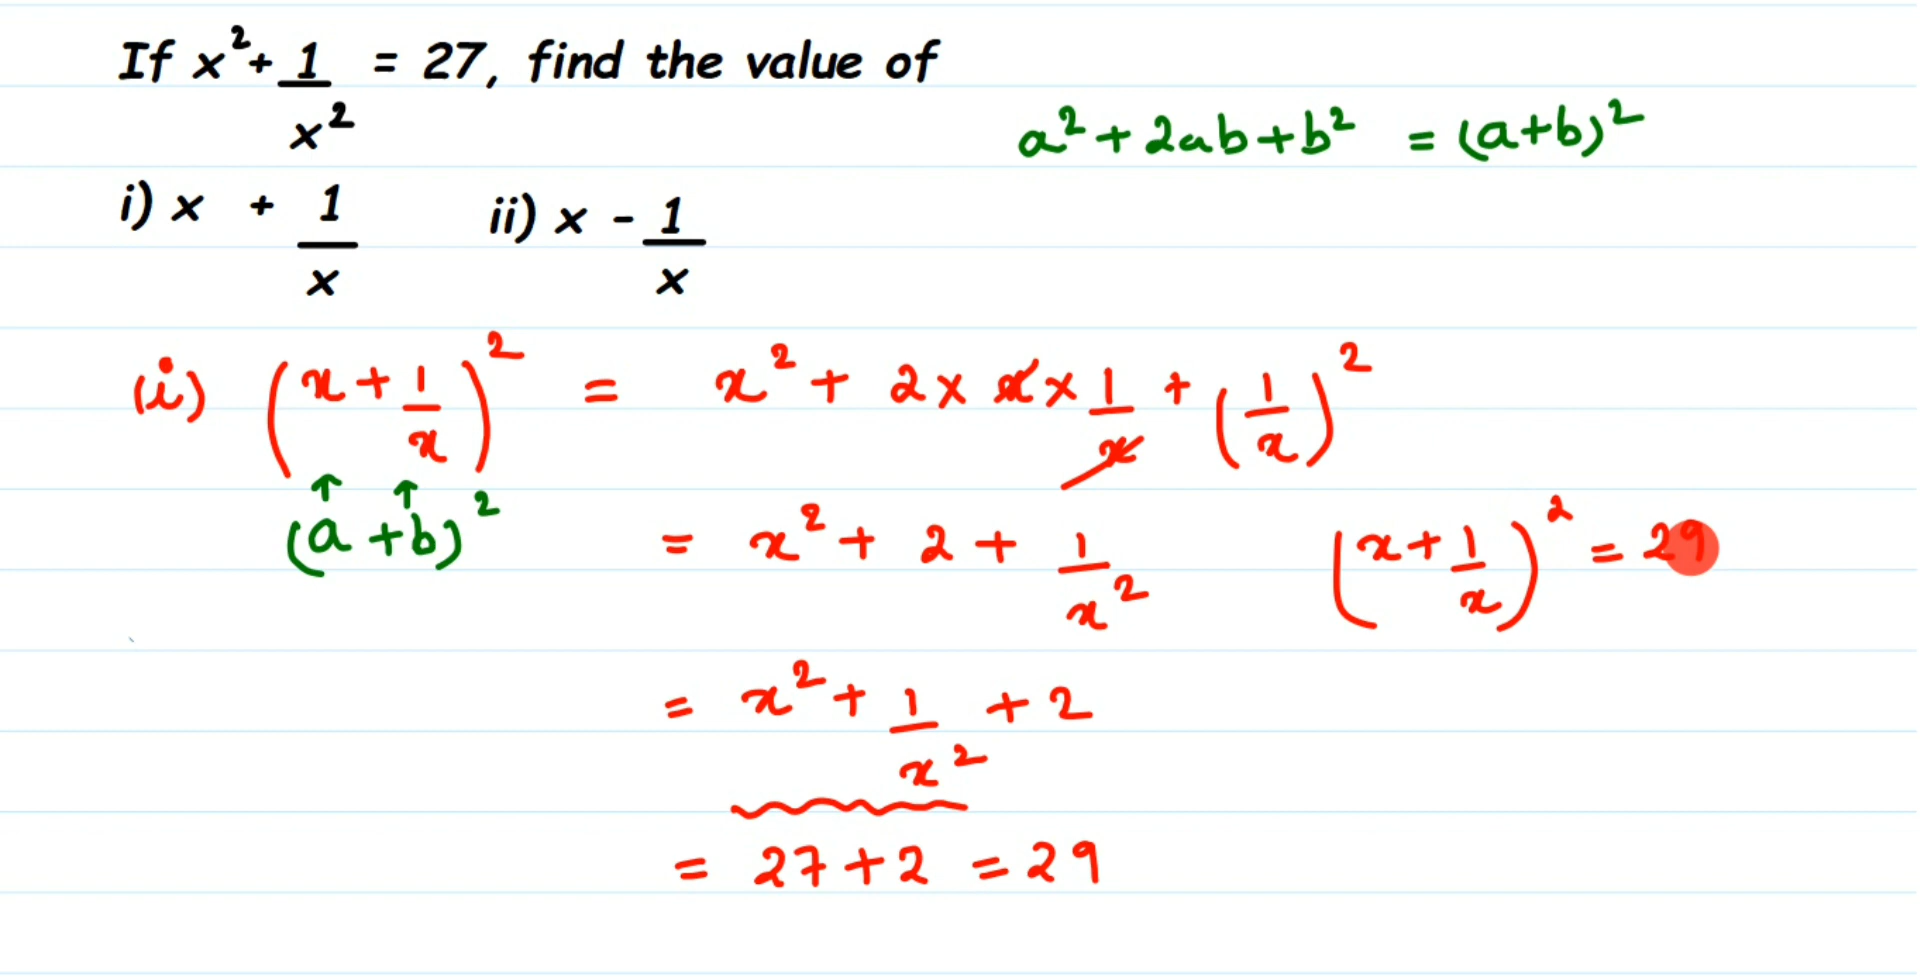 If x² + 1/x² = 27, find the value of
a² + 2ab + b² = (a+b)²
i) x + 1/x  ii) x - 1/x
(i) (x + 1/x)² = x² + 2 × x × 1/x + (1/x)²
↑ ↑
(a + b)²
= x² + 2 + 1/x²  (x + 1/x)² = 29
= x² + 1/x² + 2
= 27 + 2 = 29